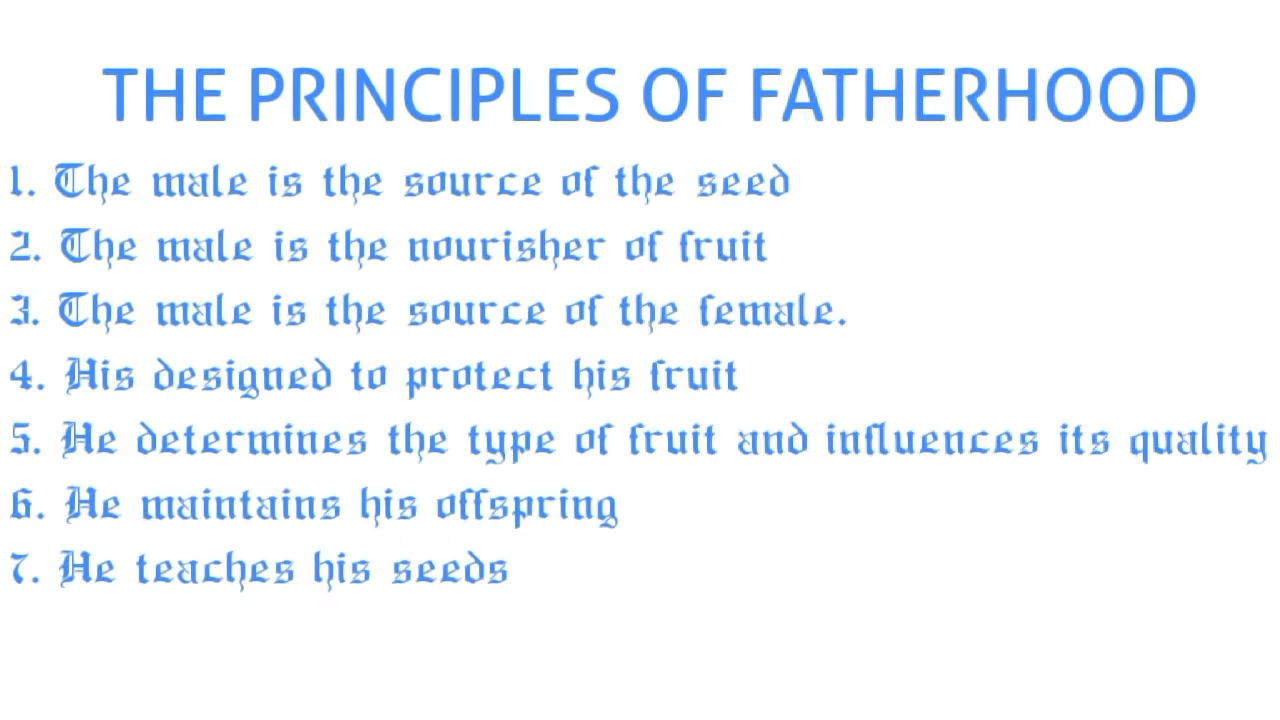 THE PRINCIPLES OF FATHERHOOD
1. The male is the source of the seed
2. The male is the nourisher of fruit
3. The male is the source of the female.
4. His designed to protect his fruit
5. He determines the type of fruit and influences its quality
6. He maintains his offspring
7. He teaches his seeds